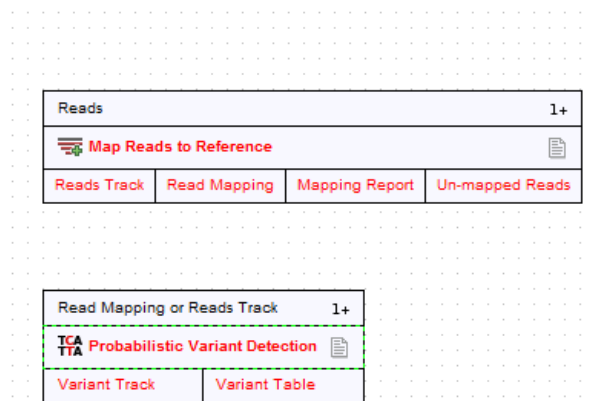 Reads 1+
Map Reads to Reference
Reads Track Read Mapping Mapping Report Un-mapped Reads
Read Mapping or Reads Track 1+
TCA
TTA
Probabilistic Variant Detection
Variant Track Variant Table